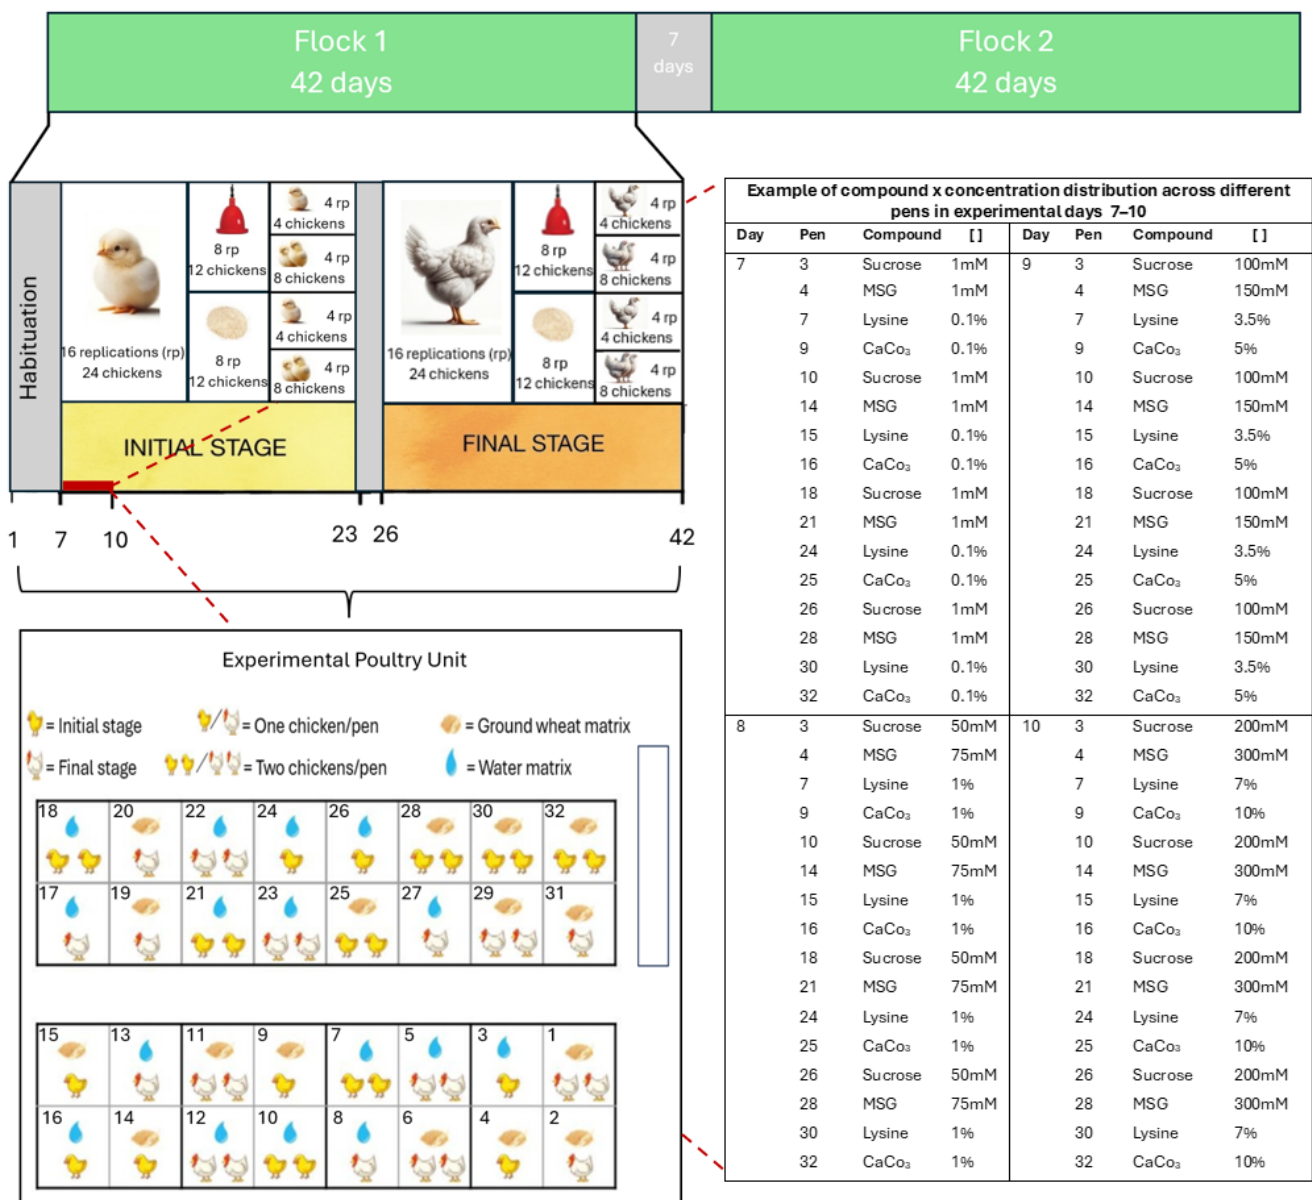 Flock 1
42 days
7
days
Flock 2
42 days
Habituation
16 replications (rp)
24 chickens
8 rp
12 chickens
8 rp
12 chickens
4 rp
4 chickens
4 rp
8 chickens
4 rp
4 chickens
4 rp
8 chickens
INITIAL STAGE
16 replications (rp)
24 chickens
8 rp
12 chickens
8 rp
12 chickens
4 rp
4 chickens
4 rp
8 chickens
4 rp
4 chickens
4 rp
8 chickens
FINAL STAGE
1 7 10 23 26 42
Experimental Poultry Unit
= Initial stage / = One chicken/pen = Ground wheat matrix
= Final stage / = Two chickens/pen = Water matrix
18 20 22 24 26 28 30 32
17 19 21 23 25 27 29 31
15 13 11 9 7 5 3 1
16 14 12 10 8 6 4 2
Example of compound x concentration distribution across different
pens in experimental days 7–10
Day Pen Compound [ ] Day Pen Compound [ ]
7 3 Sucrose 1mM 9 3 Sucrose 100mM
4 MSG 1mM 4 MSG 150mM
7 Lysine 0.1% 7 Lysine 3.5%
9 CaCo₃ 0.1% 9 CaCo₃ 5%
10 Sucrose 1mM 10 Sucrose 100mM
14 MSG 1mM 14 MSG 150mM
15 Lysine 0.1% 15 Lysine 3.5%
16 CaCo₃ 0.1% 16 CaCo₃ 5%
18 Sucrose 1mM 18 Sucrose 100mM
21 MSG 1mM 21 MSG 150mM
24 Lysine 0.1% 24 Lysine 3.5%
25 CaCo₃ 0.1% 25 CaCo₃ 5%
26 Sucrose 1mM 26 Sucrose 100mM
28 MSG 1mM 28 MSG 150mM
30 Lysine 0.1% 30 Lysine 3.5%
32 CaCo₃ 0.1% 32 CaCo₃ 5%
8 3 Sucrose 50mM 10 3 Sucrose 200mM
4 MSG 75mM 4 MSG 300mM
7 Lysine 1% 7 Lysine 7%
9 CaCo₃ 1% 9 CaCo₃ 10%
10 Sucrose 50mM 10 Sucrose 200mM
14 MSG 75mM 14 MSG 300mM
15 Lysine 1% 15 Lysine 7%
16 CaCo₃ 1% 16 CaCo₃ 10%
18 Sucrose 50mM 18 Sucrose 200mM
21 MSG 75mM 21 MSG 300mM
24 Lysine 1% 24 Lysine 7%
25 CaCo₃ 1% 25 CaCo₃ 10%
26 Sucrose 50mM 26 Sucrose 200mM
28 MSG 75mM 28 MSG 300mM
30 Lysine 1% 30 Lysine 7%
32 CaCo₃ 1% 32 CaCo₃ 10%